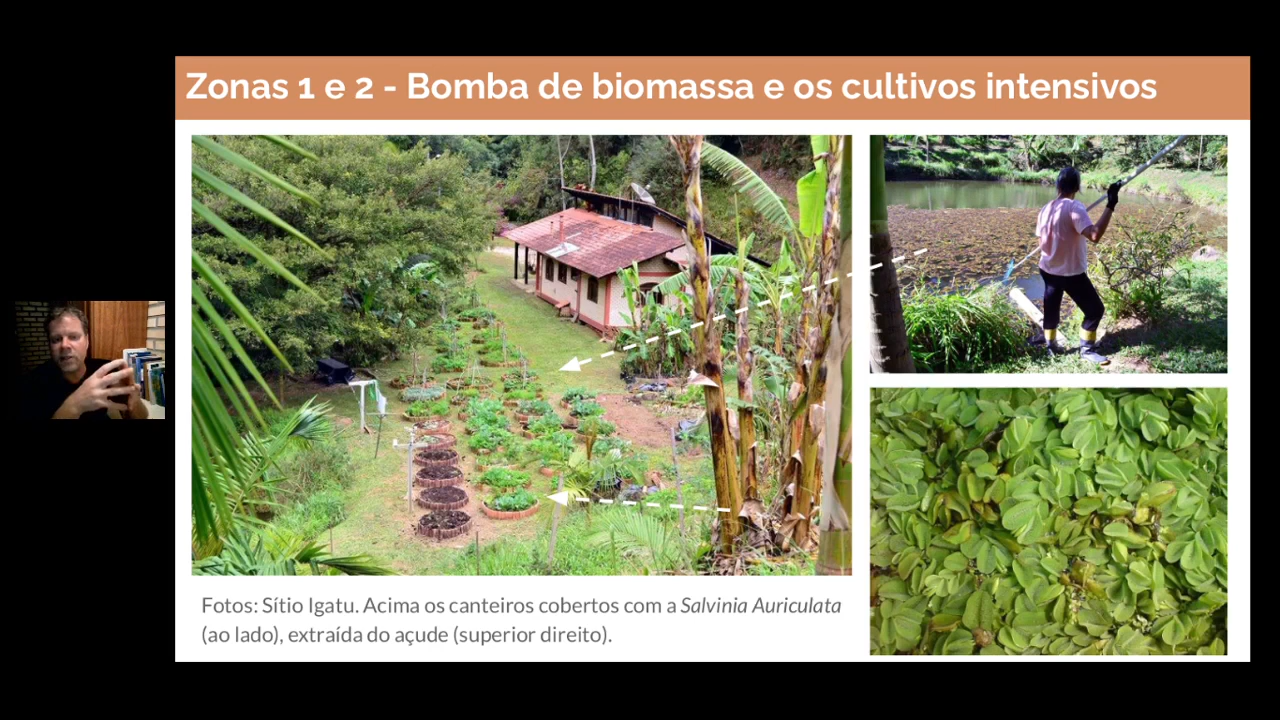 Zonas 1 e 2 - Bomba de biomassa e os cultivos intensivos
Fotos: Sítio Igatu. Acima os canteiros cobertos com a Salvinia Auriculata
(ao lado), extraída do açude (superior direito).